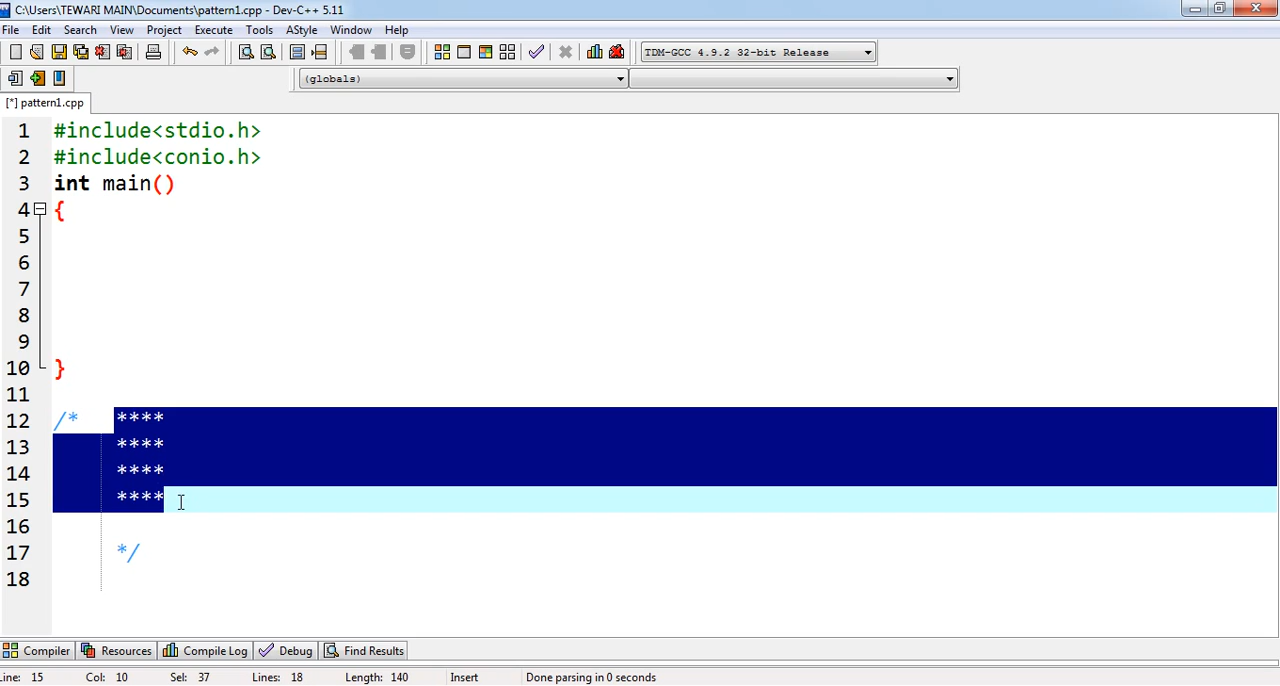 C:\Users\TEWARI MAIN\Documents\pattern1.cpp - Dev-C++ 5.11
File Edit Search View Project Execute Tools AStyle Window Help
TDM-GCC 4.9.2 32-bit Release
(globals)
[*] pattern1.cpp
1 #include<stdio.h>
2 #include<conio.h>
3 int main()
4 {
5
6
7
8
9
10 }
11
12 /* ****
13 ****
14 ****
15 ****
16
17 */
18
Compiler Resources Compile Log Debug Find Results
Line: 15 Col: 10 Sel: 37 Lines: 18 Length: 140 Insert Done parsing in 0 seconds